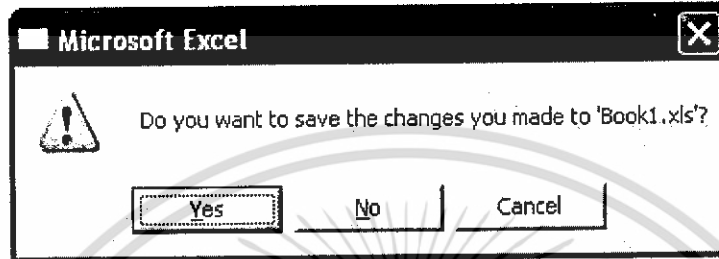 Microsoft Excel
Do you want to save the changes you made to 'Book1.xls'?
Yes No Cancel